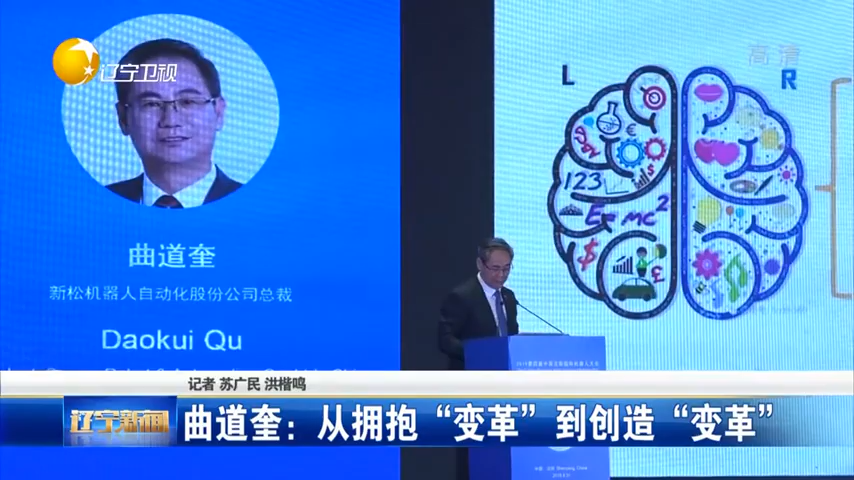 辽宁卫视
高清
L
R
曲道奎
新松机器人自动化股份公司总裁
Daokui Qu
123
E=mc²
$
£
€
记者 苏广民 洪楷鸣
辽宁新闻
曲道奎：从拥抱“变革”到创造“变革”